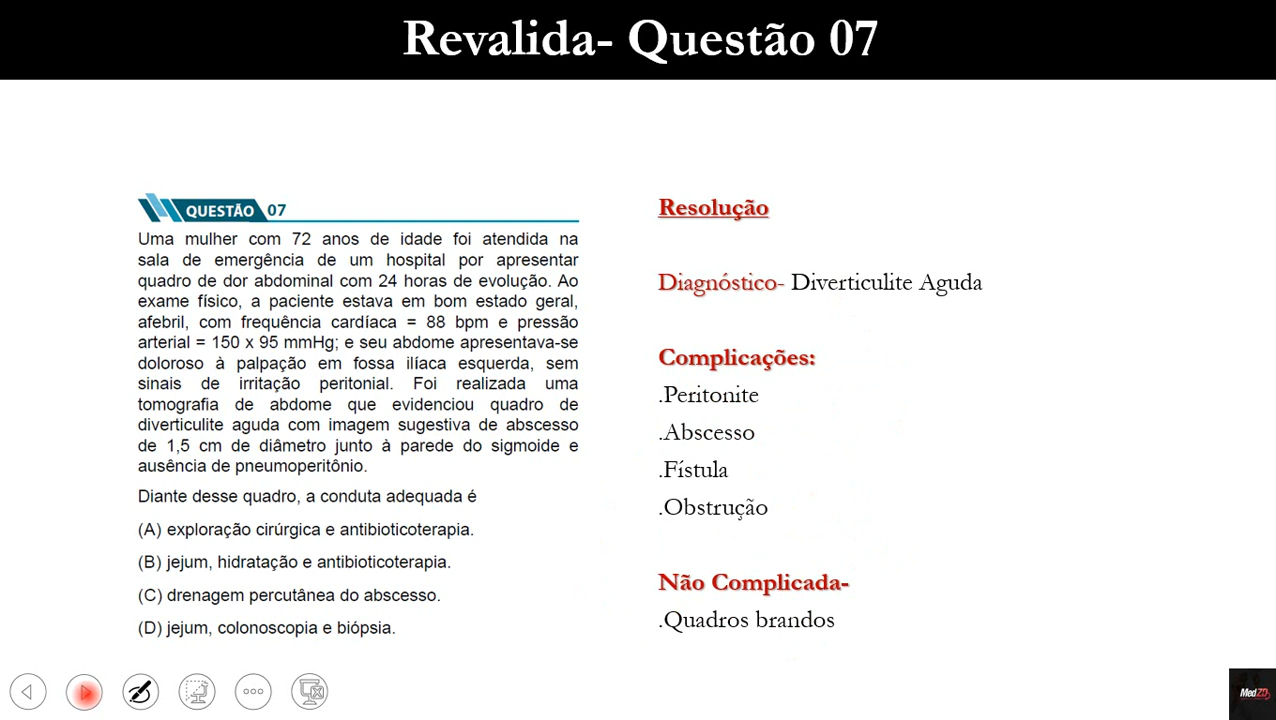 Revalida- Questão 07
QUESTÃO 07
Uma mulher com 72 anos de idade foi atendida na
sala de emergência de um hospital por apresentar
quadro de dor abdominal com 24 horas de evolução. Ao
exame físico, a paciente estava em bom estado geral,
afebril, com frequência cardíaca = 88 bpm e pressão
arterial = 150 x 95 mmHg; e seu abdome apresentava-se
doloroso à palpação em fossa ilíaca esquerda, sem
sinais de irritação peritonial. Foi realizada uma
tomografia de abdome que evidenciou quadro de
diverticulite aguda com imagem sugestiva de abscesso
de 1,5 cm de diâmetro junto à parede do sigmoide e
ausência de pneumoperitônio.
Diante desse quadro, a conduta adequada é
(A) exploração cirúrgica e antibioticoterapia.
(B) jejum, hidratação e antibioticoterapia.
(C) drenagem percutânea do abscesso.
(D) jejum, colonoscopia e biópsia.
Resolução
Diagnóstico- Diverticulite Aguda
Complicações:
.Peritonite
.Abscesso
.Fístula
.Obstrução
Não Complicada-
.Quadros brandos